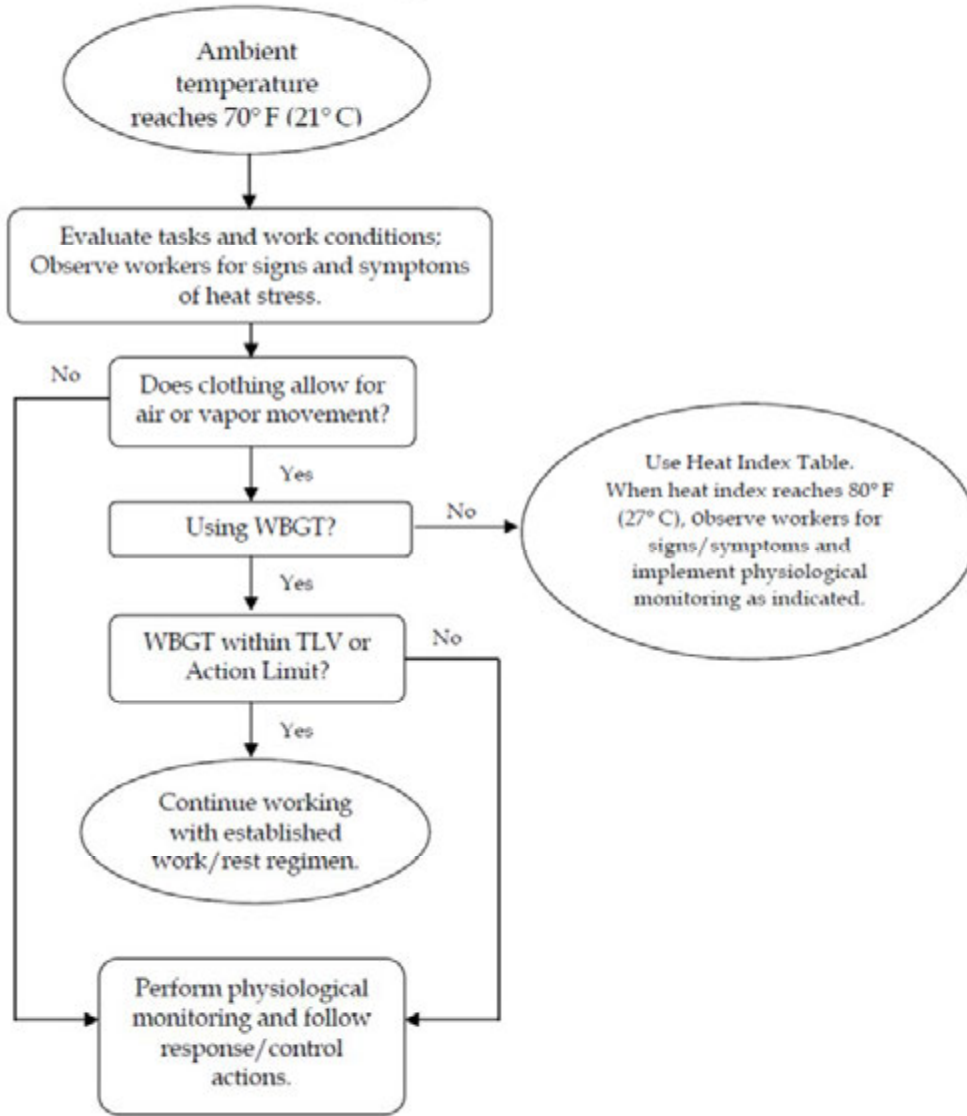 Ambient
temperature
reaches 70° F (21° C)
Evaluate tasks and work conditions;
Observe workers for signs and symptoms
of heat stress.
No
Does clothing allow for
air or vapor movement?
Yes
Using WBGT?
No
Use Heat Index Table.
When heat index reaches 80° F
(27° C), Observe workers for
signs/symptoms and
implement physiological
monitoring as indicated.
Yes
WBGT within TLV or
Action Limit?
No
Yes
Continue working
with established
work/rest regimen.
Perform physiological
monitoring and follow
response/control
actions.